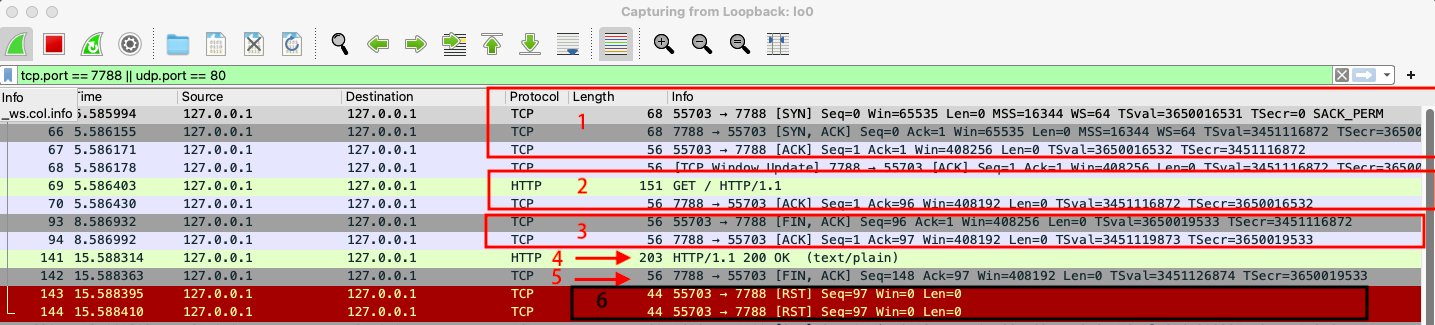 Capturing from Loopback: lo0
tcp.port == 7788 || udp.port == 80
Info Time Source Destination Protocol Length Info
_ws.col.info 5.585994 127.0.0.1 127.0.0.1 TCP 68 55703 → 7788 [SYN] Seq=0 Win=65535 Len=0 MSS=16344 WS=64 TSval=3650016531 TSecr=0 SACK_PERM
1
66 5.586155 127.0.0.1 127.0.0.1 TCP 68 7788 → 55703 [SYN, ACK] Seq=0 Ack=1 Win=65535 Len=0 MSS=16344 WS=64 TSval=3451116872 TSecr=36500
67 5.586171 127.0.0.1 127.0.0.1 TCP 56 55703 → 7788 [ACK] Seq=1 Ack=1 Win=408256 Len=0 TSval=3650016532 TSecr=3451116872
68 5.586178 127.0.0.1 127.0.0.1 TCP 56 [TCP Window Update] 7788 → 55703 [ACK] Seq=1 Ack=1 Win=408256 Len=0 TSval=3451116872 TSecr=36500
69 5.586403 127.0.0.1 127.0.0.1 HTTP 2 151 GET / HTTP/1.1
70 5.586430 127.0.0.1 127.0.0.1 TCP 56 7788 → 55703 [ACK] Seq=1 Ack=96 Win=408192 Len=0 TSval=3451116872 TSecr=3650016532
93 8.586932 127.0.0.1 127.0.0.1 TCP 56 55703 → 7788 [FIN, ACK] Seq=96 Ack=1 Win=408256 Len=0 TSval=3650019533 TSecr=3451116872
3
94 8.586992 127.0.0.1 127.0.0.1 TCP 56 7788 → 55703 [ACK] Seq=1 Ack=97 Win=408192 Len=0 TSval=3451119873 TSecr=3650019533
141 15.588314 127.0.0.1 127.0.0.1 HTTP 4 203 HTTP/1.1 200 OK (text/plain)
142 15.588363 127.0.0.1 127.0.0.1 TCP 5 56 7788 → 55703 [FIN, ACK] Seq=148 Ack=97 Win=408192 Len=0 TSval=3451126874 TSecr=3650019533
143 15.588395 127.0.0.1 127.0.0.1 TCP 6 44 55703 → 7788 [RST] Seq=97 Win=0 Len=0
144 15.588410 127.0.0.1 127.0.0.1 TCP 44 55703 → 7788 [RST] Seq=97 Win=0 Len=0